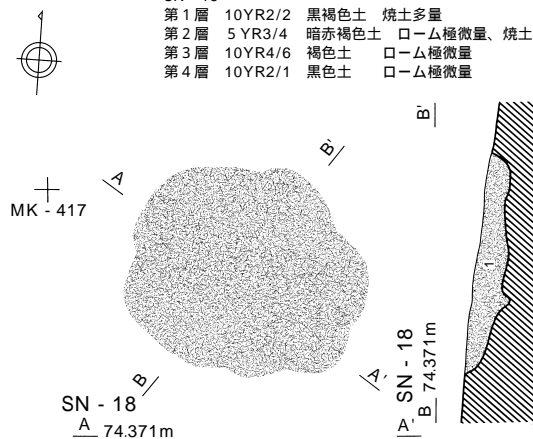 第１層 10YR2/2 黒褐色土 焼土多量
第２層 5 YR3/4 暗赤褐色土 ローム極微量、焼土
第３層 10YR4/6 褐色土 ローム極微量
第４層 10YR2/1 黒色土 ローム極微量
B'
B'
A
MK - 417
1
A'
B
SN - 18
A 74.371m
SN - 18
B 74.371m
A'